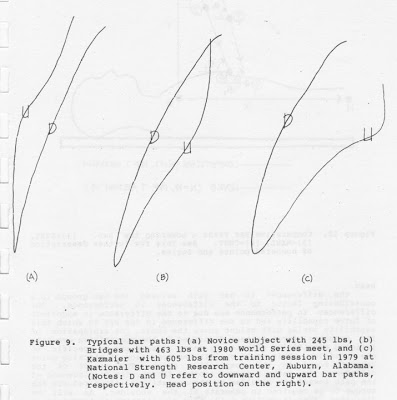 U
D
D
U
D
U
(A)
(B)
(C)
Figure 9. Typical bar paths: (a) Novice subject with 245 lbs, (b)
Bridges with 463 lbs at 1980 World Series meet, and (c)
Kazmaier with 605 lbs from training session in 1979 at
National Strength Research Center, Auburn, Alabama.
(Notes: D and U refer to downward and upward bar paths,
respectively. Head position on the right).